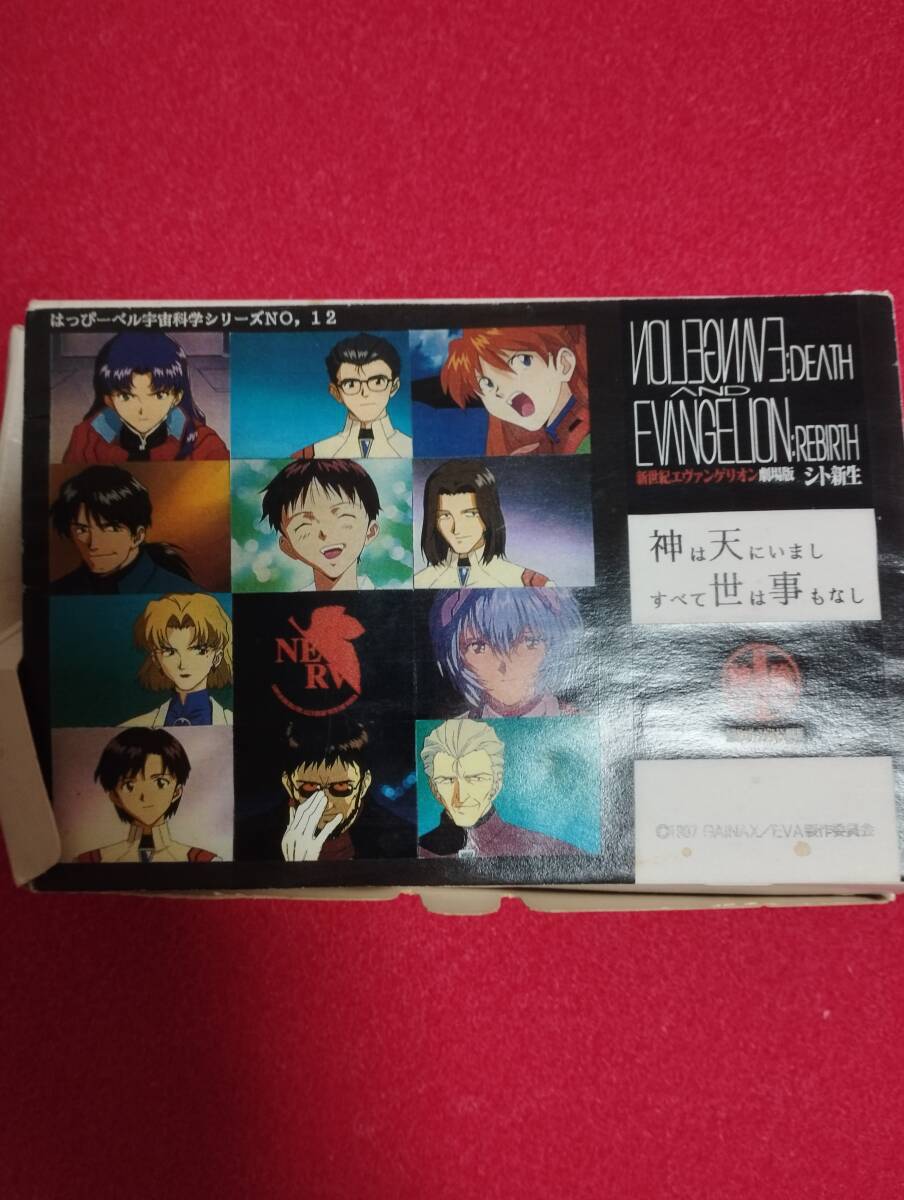 はっぴーベル宇宙科学シリーズNO, 12
EVANGELION:DEATH
AND
EVANGELION:REBIRTH
新世紀エヴァンゲリオン劇場版 シト新生
神は天にいまし
すべて世は事もなし
NERV
©1997 GAINAX/EVA製作委員会